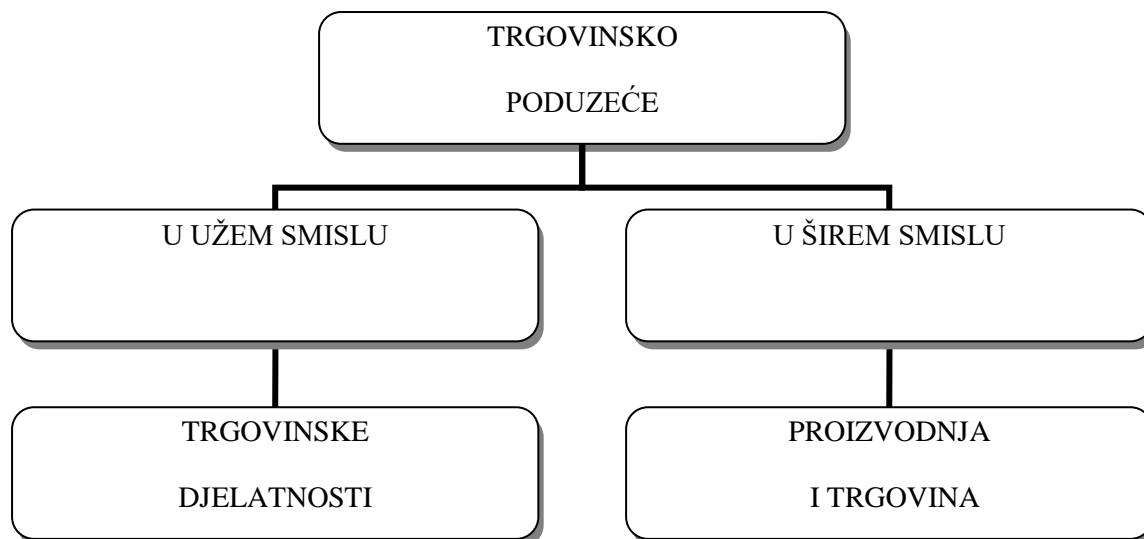 TRGOVINSKO
PODUZEĆE
U UŽEM SMISLU
U ŠIREM SMISLU
TRGOVINSKE
DJELATNOSTI
PROIZVODNJA
I TRGOVINA